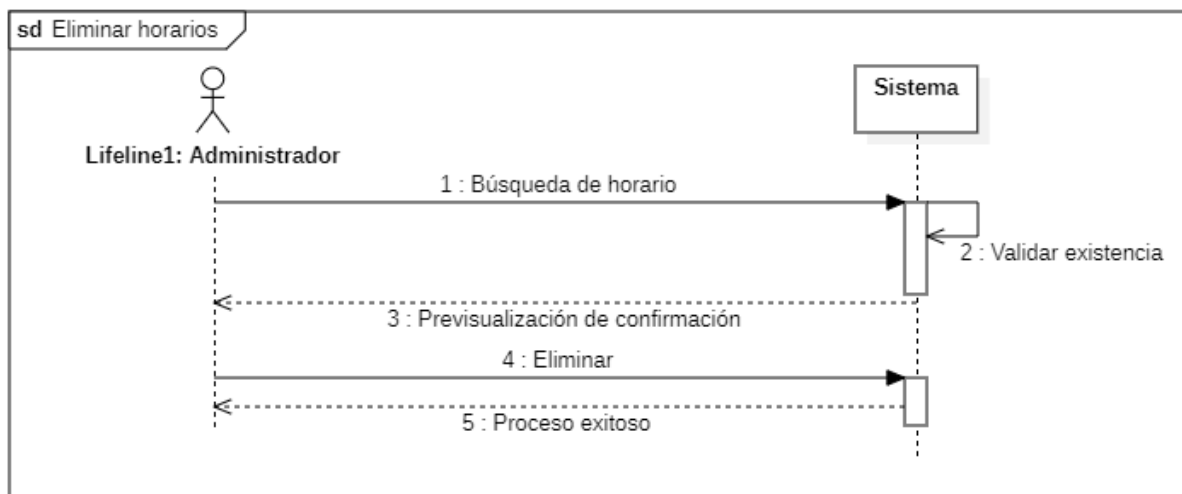 sd Eliminar horarios
Sistema
Lifeline1: Administrador
1 : Búsqueda de horario
2 : Validar existencia
3 : Previsualización de confirmación
4 : Eliminar
5 : Proceso exitoso